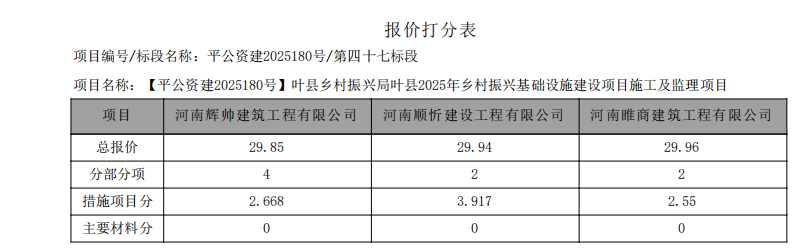 报价打分表
项目编号/标段名称：平公资建2025180号/第四十七标段
项目名称：【平公资建2025180号】叶县乡村振兴局叶县2025年乡村振兴基础设施建设项目施工及监理项目
项目 河南辉帅建筑工程有限公司 河南顺忻建设工程有限公司 河南睢商建筑工程有限公司
总报价 29.85 29.94 29.96
分部分项 4 2 2
措施项目分 2.668 3.917 2.55
主要材料分 0 0 0